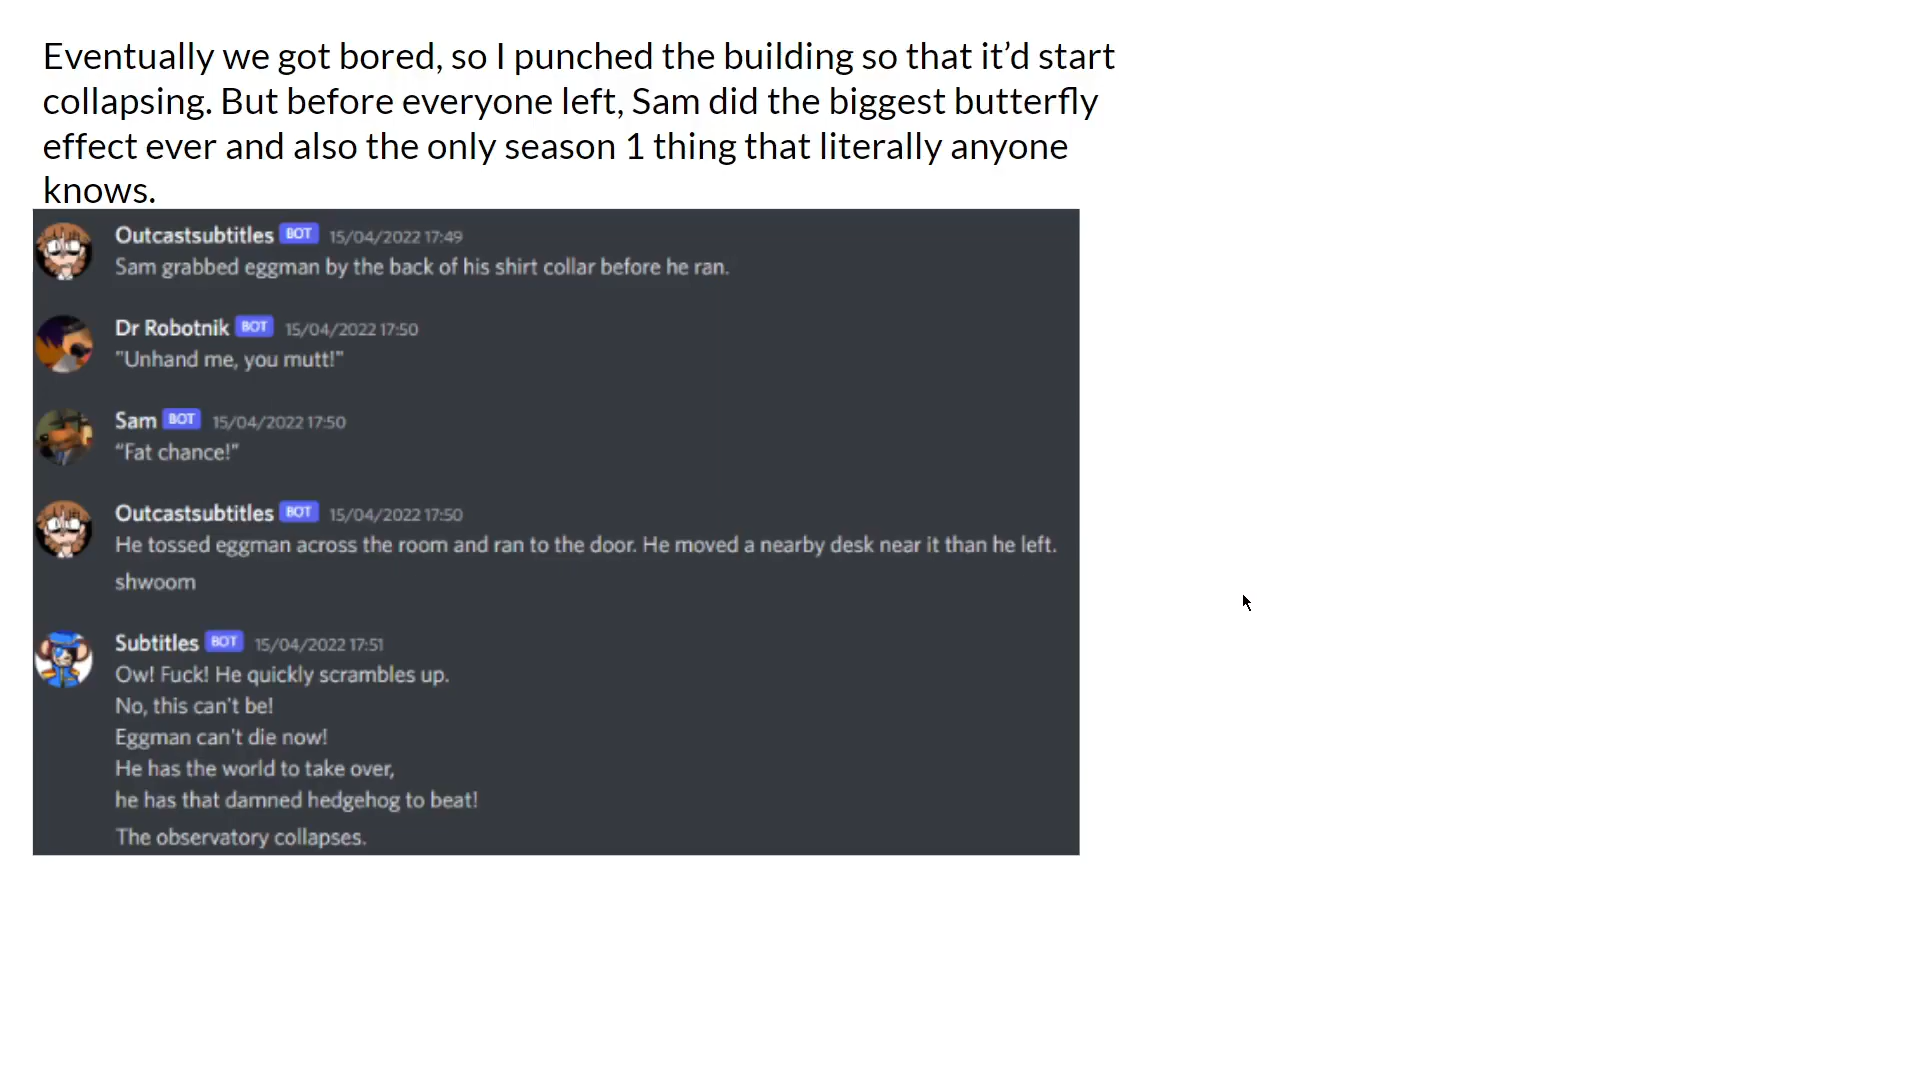 Eventually we got bored, so I punched the building so that it’d start
collapsing. But before everyone left, Sam did the biggest butterfly
effect ever and also the only season 1 thing that literally anyone
knows.
Outcastsubtitles BOT 15/04/2022 17:49
Sam grabbed eggman by the back of his shirt collar before he ran.
Dr Robotnik BOT 15/04/2022 17:50
"Unhand me, you mutt!"
Sam BOT 15/04/2022 17:50
“Fat chance!”
Outcastsubtitles BOT 15/04/2022 17:50
He tossed eggman across the room and ran to the door. He moved a nearby desk near it than he left.
shwoom
Subtitles BOT 15/04/2022 17:51
Ow! Fuck! He quickly scrambles up.
No, this can't be!
Eggman can't die now!
He has the world to take over,
he has that damned hedgehog to beat!
The observatory collapses.